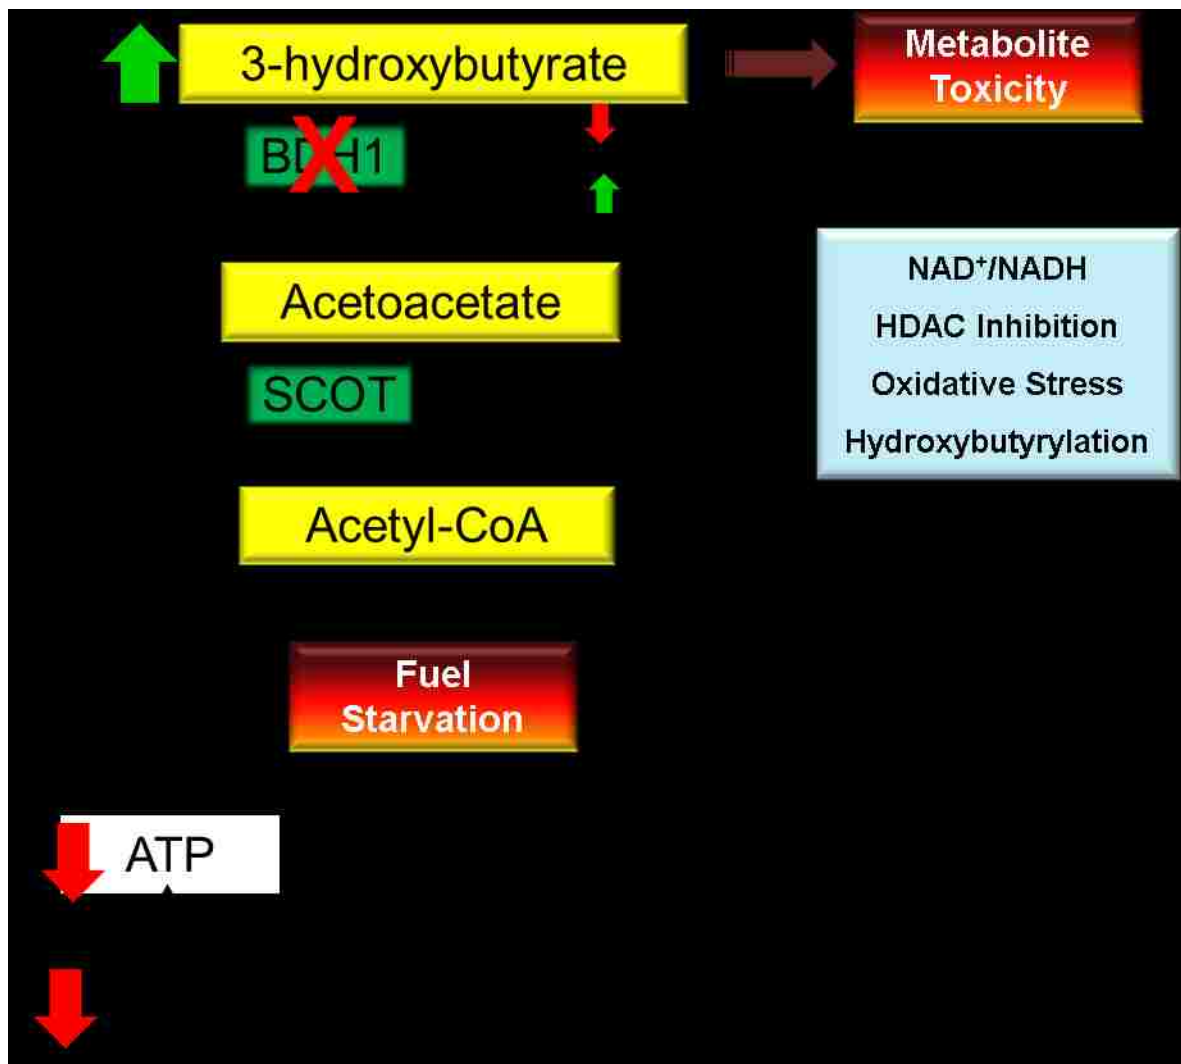 3-hydroxybutyrate
Metabolite
Toxicity
BDH1
X
NAD⁺/NADH
HDAC Inhibition
Oxidative Stress
Hydroxybutyrylation
Acetoacetate
SCOT
Acetyl-CoA
Fuel
Starvation
ATP